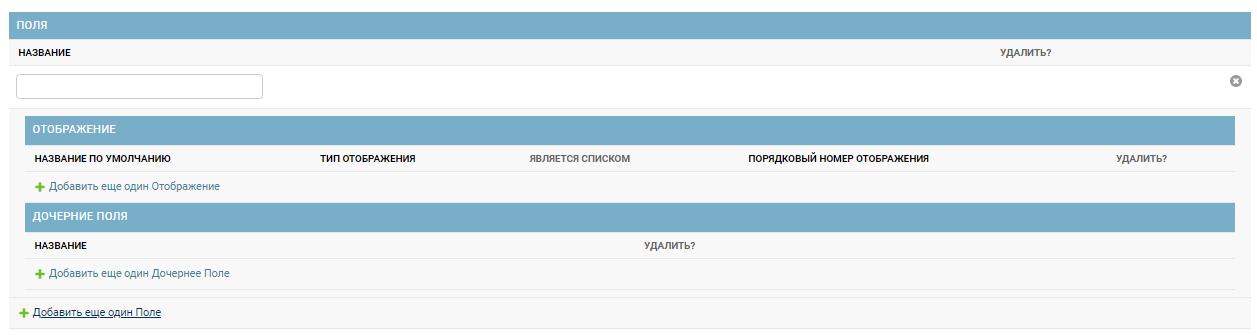 ПОЛЯ
НАЗВАНИЕ УДАЛИТЬ?
ОТОБРАЖЕНИЕ
НАЗВАНИЕ ПО УМОЛЧАНИЮ ТИП ОТОБРАЖЕНИЯ ЯВЛЯЕТСЯ СПИСКОМ ПОРЯДКОВЫЙ НОМЕР ОТОБРАЖЕНИЯ УДАЛИТЬ?
Добавить еще один Отображение
ДОЧЕРНИЕ ПОЛЯ
НАЗВАНИЕ УДАЛИТЬ?
Добавить еще один Дочернее Поле
Добавить еще один Поле